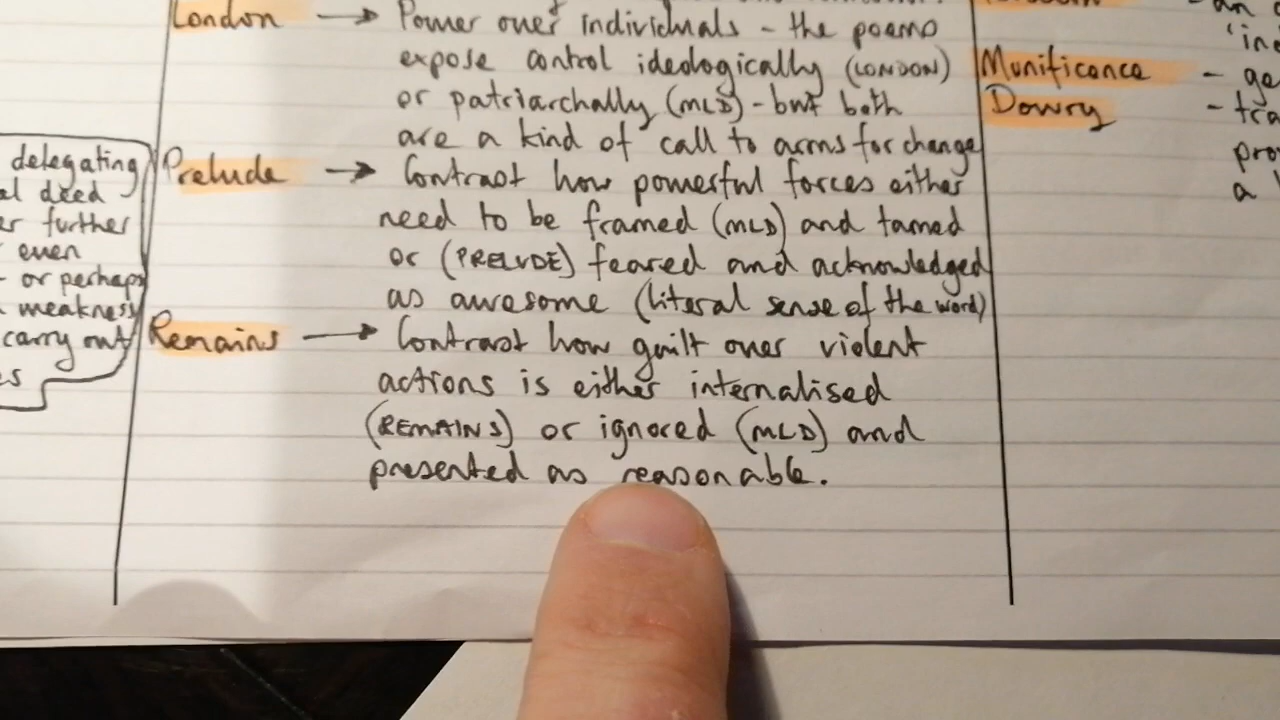 London → Power over individuals - the poems
expose control ideologically (LONDON)
or patriarchally (MLD) - but both
are a kind of call to arms for change
Prelude → Contrast how powerful forces either
need to be framed (MLD) and tamed
or (PRELUDE) feared and acknowledged
as awesome (literal sense of the word)
Remains → Contrast how guilt over violent
actions is either internalised
(REMAINS) or ignored (MLD) and
presented as reasonable.
delegating
deed
further
even
- or perhaps
weakness
carry out
- an
Munificence - ge
Dowry - tra
pro
a